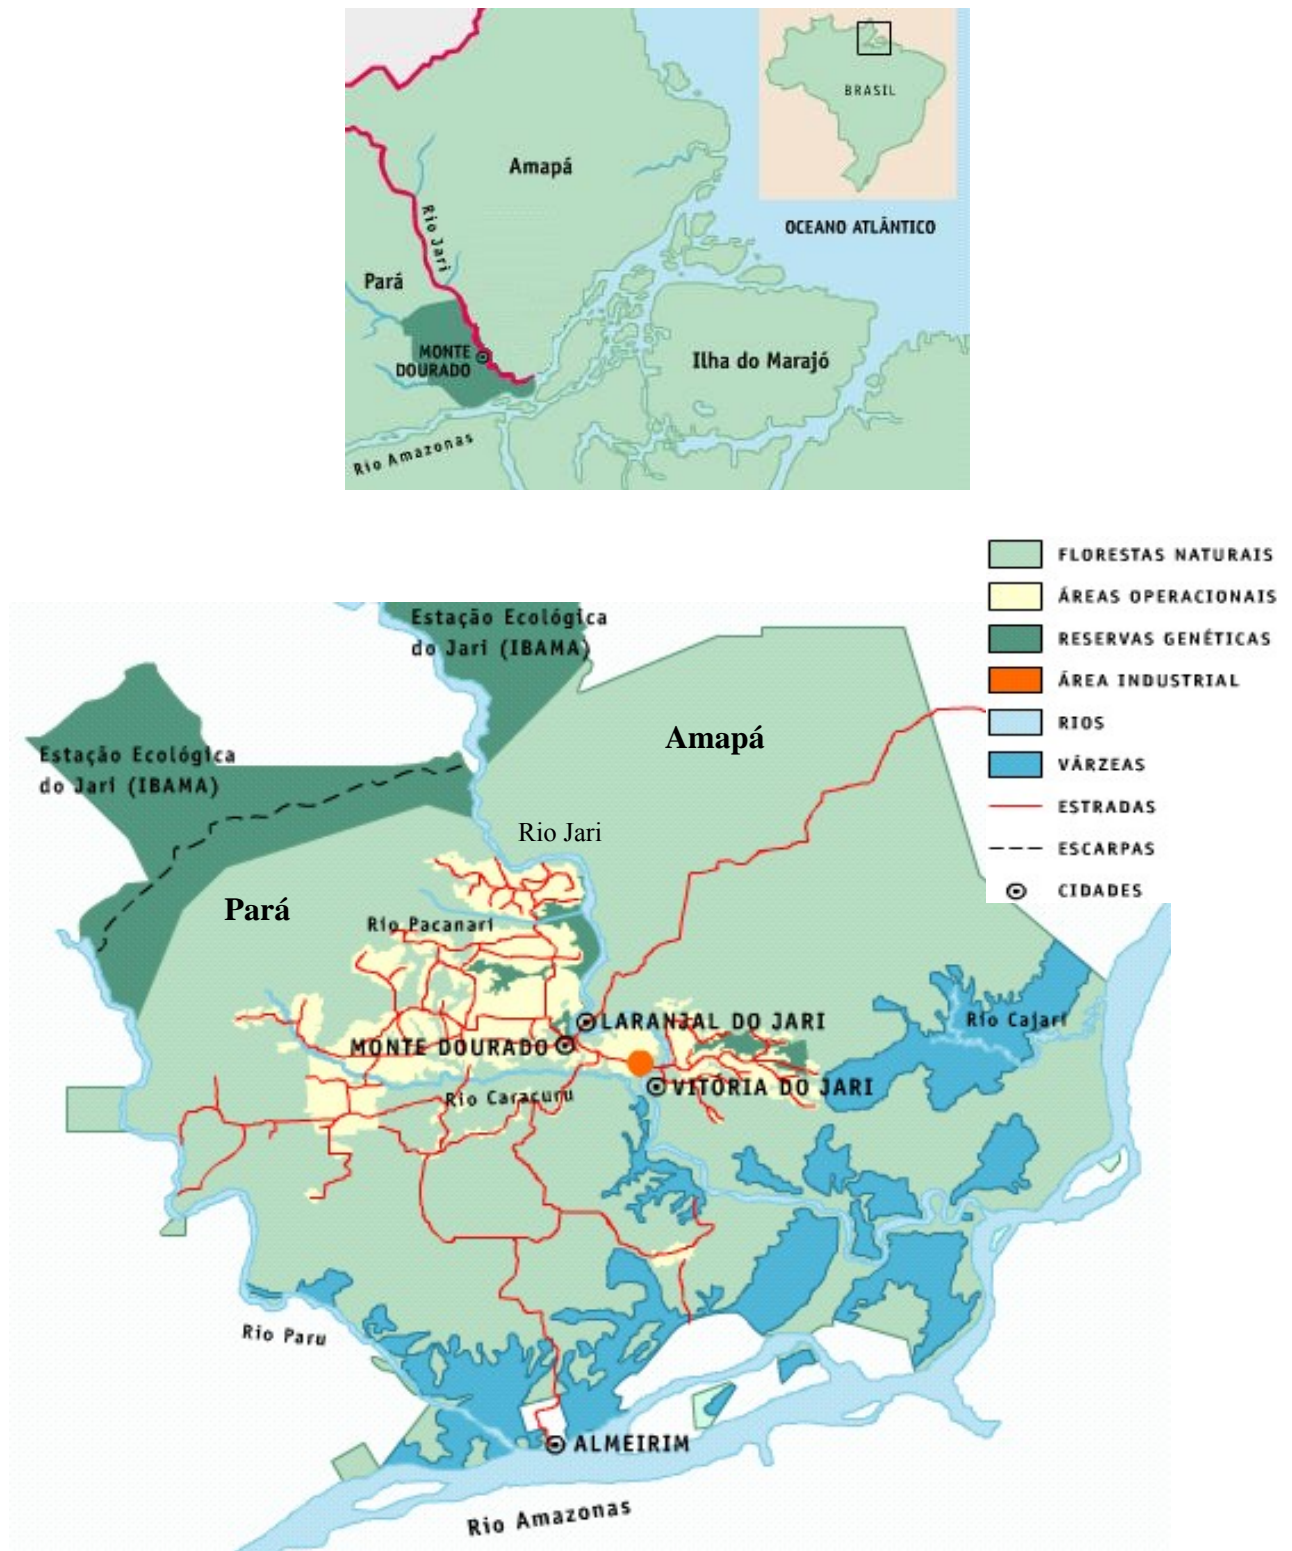 BRASIL
Amapá
OCEANO ATLÂNTICO
Rio Jari
Pará
MONTE
DOURADO
Ilha do Marajó
Rio Amazonas
FLORESTAS NATURAIS
ÁREAS OPERACIONAIS
RESERVAS GENÉTICAS
ÁREA INDUSTRIAL
RIOS
VÁRZEAS
ESTRADAS
ESCARPAS
CIDADES
Estação Ecológica
do Jari (IBAMA)
Estação Ecológica
do Jari (IBAMA)
Amapá
Rio Jari
Pará
Rio Pacanari
LARANJAL DO JARI
Rio Cajari
MONTE DOURADO
VITÓRIA DO JARI
Rio Caracuru
Rio Paru
ALMEIRIM
Rio Amazonas